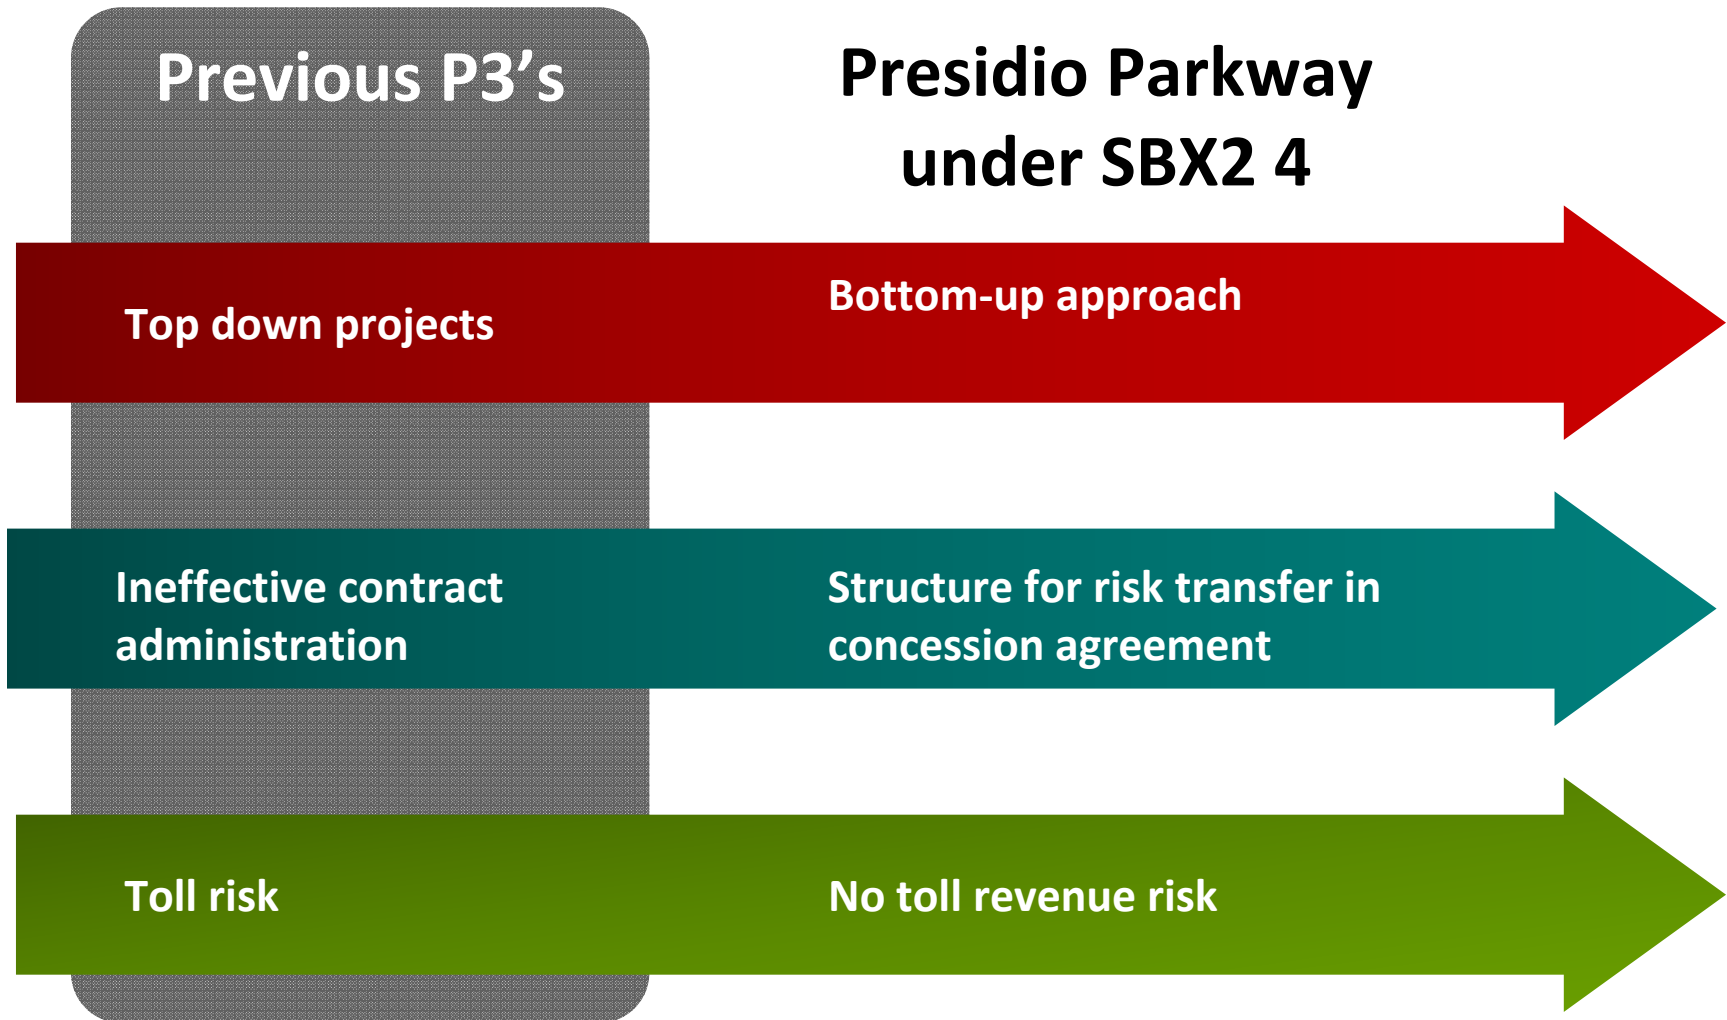 Previous P3’s
Presidio Parkway
under SBX2 4
Top down projects
Bottom-up approach
Ineffective contract
administration
Structure for risk transfer in
concession agreement
Toll risk
No toll revenue risk